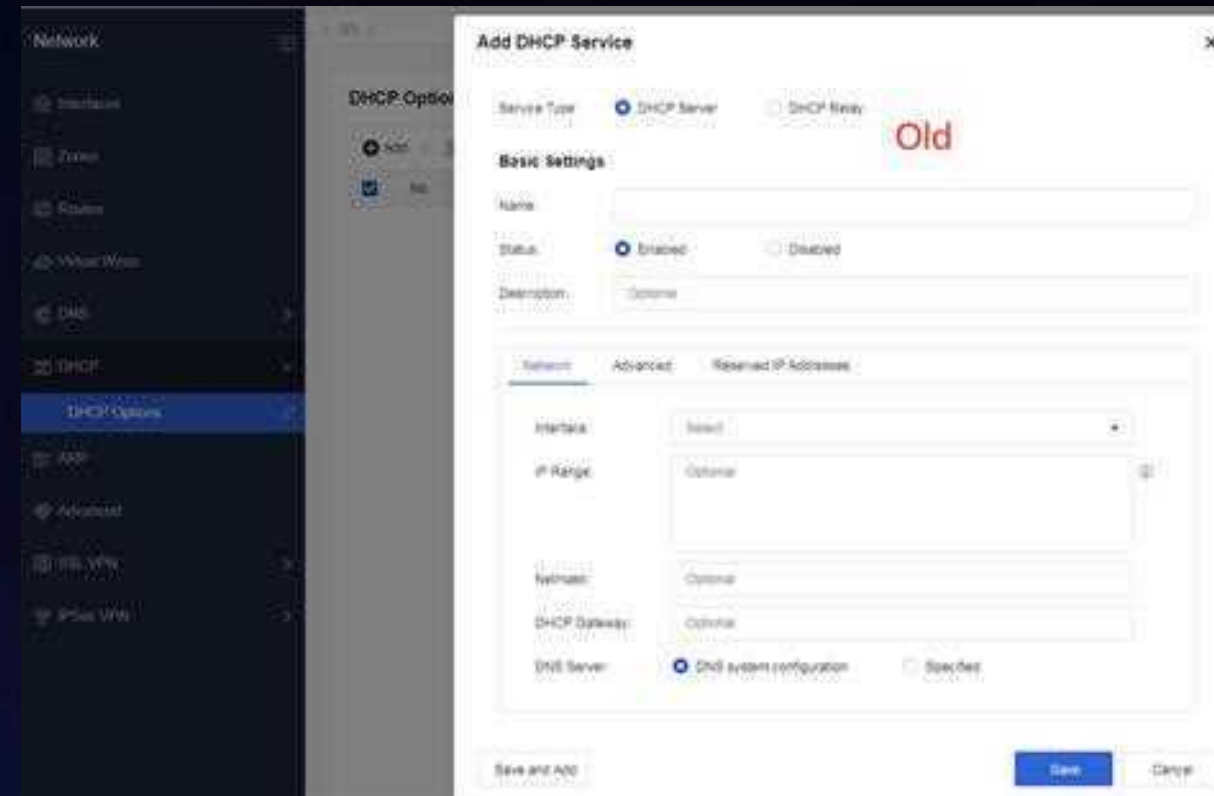 Network
Interfaces
Zones
Routes
Virtual Wires
DNS
DHCP
DHCP Options
ARP
Advanced
SSL VPN
IPSec VPN
DHCP Option
Add
No.
Add DHCP Service
Service Type
DHCP Server
DHCP Relay
Old
Basic Settings
Name
Status
Enabled
Disabled
Description:
Optional
Network
Advanced
Reserved IP Addresses
Interface:
Select
IP Range:
Optional
Netmask:
Optional
DHCP Gateway:
Optional
DNS Server
DNS system configuration
Specified
Save and Add
Save
Cancel